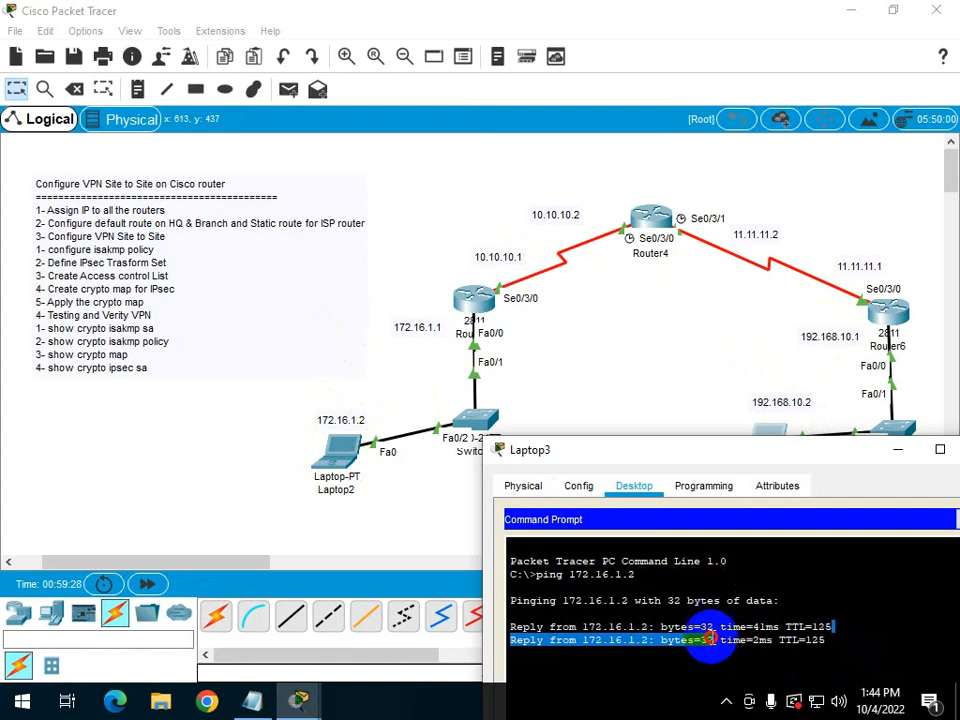 Cisco Packet Tracer
File Edit Options View Tools Extensions Help
Logical Physical x: 613, y: 437 [Root] 05:50:00
Configure VPN Site to Site on Cisco router
===========================================
1- Assign IP to all the routers
2- Configure default route on HQ & Branch and Static route for ISP router
3- Configure VPN Site to Site
1- configure isakmp policy
2- Define IPsec Trasform Set
3- Create Access control List
4- Create crypto map for IPsec
5- Apply the crypto map
4- Testing and Verity VPN
1- show crypto isakmp sa
2- show crypto isakmp policy
3- show crypto map
4- show crypto ipsec sa
10.10.10.2
Se0/3/1
Se0/3/0
Router4
11.11.11.2
10.10.10.1
11.11.11.1
Se0/3/0
Se0/3/0
172.16.1.1
2811
Fa0/0
192.168.10.1
2811
Router6
Fa0/1
Fa0/0
Fa0/1
192.168.10.2
172.16.1.2
Fa0/2
Fa0
Laptop-PT
Laptop2
Laptop3
Physical Config Desktop Programming Attributes
Command Prompt
Packet Tracer PC Command Line 1.0
C:\>ping 172.16.1.2
Pinging 172.16.1.2 with 32 bytes of data:
Reply from 172.16.1.2: bytes=32 time=41ms TTL=125
Reply from 172.16.1.2: bytes=32 time=2ms TTL=125
Time: 00:59:28
1:44 PM
10/4/2022